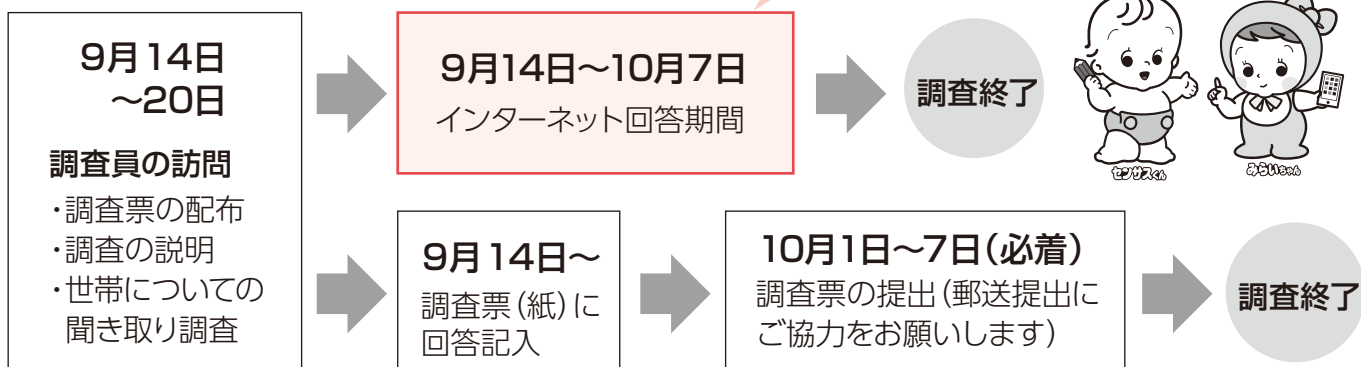 9月14日
～20日
調査員の訪問
・調査票の配布
・調査の説明
・世帯についての
聞き取り調査
9月14日～10月7日
インターネット回答期間
調査終了
センサスくん
みらいちゃん
9月14日～
調査票(紙)に
回答記入
10月1日～7日(必着)
調査票の提出(郵送提出に
ご協力をお願いします)
調査終了